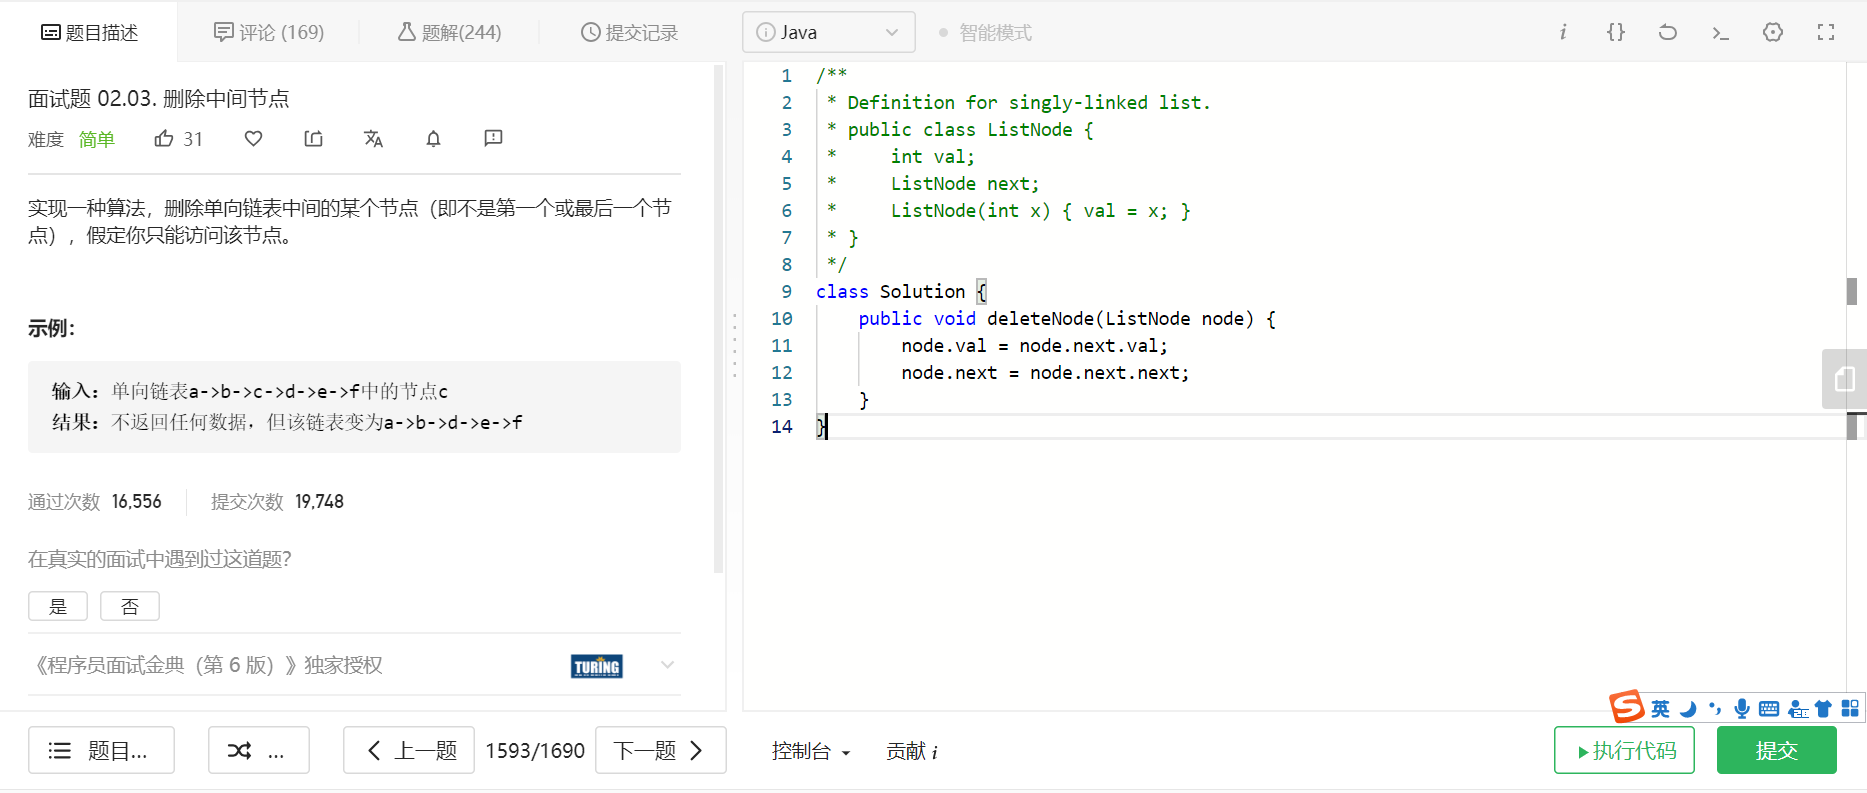 题目描述
评论 (169)
题解(244)
提交记录
Java
智能模式
面试题 02.03. 删除中间节点
难度 简单 31
实现一种算法，删除单向链表中间的某个节点（即不是第一个或最后一个节
点），假定你只能访问该节点。
示例：
输入：单向链表a->b->c->d->e->f中的节点c
结果：不返回任何数据，但该链表变为a->b->d->e->f
通过次数 16,556 提交次数 19,748
在真实的面试中遇到过这道题?
是 否
《程序员面试金典（第 6 版）》独家授权 TURING
题目... ... 上一题 1593/1690 下一题
1 /**
2 * Definition for singly-linked list.
3 * public class ListNode {
4 *     int val;
5 *     ListNode next;
6 *     ListNode(int x) { val = x; }
7 * }
8 */
9 class Solution {
10     public void deleteNode(ListNode node) {
11         node.val = node.next.val;
12         node.next = node.next.next;
13     }
14 }
英
控制台 贡献 i
执行代码 提交